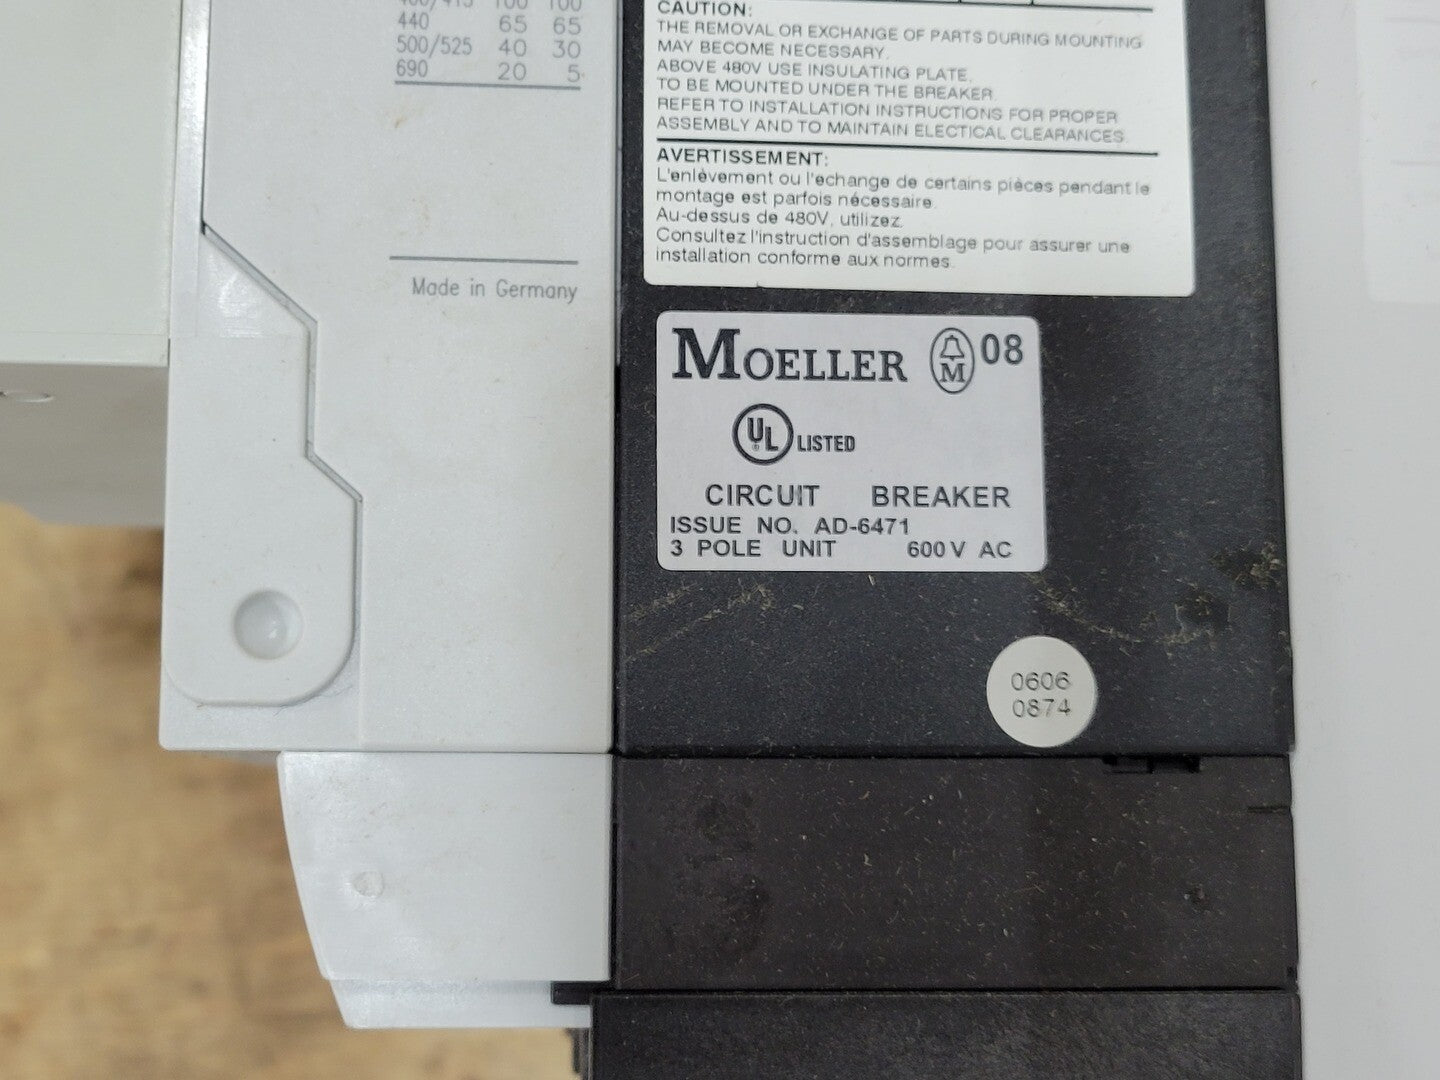 440 65 65
500/525 40 30
690 20 5
Made in Germany
CAUTION:
THE REMOVAL OR EXCHANGE OF PARTS DURING MOUNTING
MAY BECOME NECESSARY.
ABOVE 480V USE INSULATING PLATE,
TO BE MOUNTED UNDER THE BREAKER.
REFER TO INSTALLATION INSTRUCTIONS FOR PROPER
ASSEMBLY AND TO MAINTAIN ELECTICAL CLEARANCES.
AVERTISSEMENT:
L'enlèvement ou l'echange de certains pièces pendant le
montage est parfois nécessaire.
Au-dessus de 480V, utilizez.
Consultez l'instruction d'assemblage pour assurer une
installation conforme aux normes.
MOELLER M 08
UL LISTED
CIRCUIT BREAKER
ISSUE NO. AD-6471
3 POLE UNIT 600 V AC
0606
0874